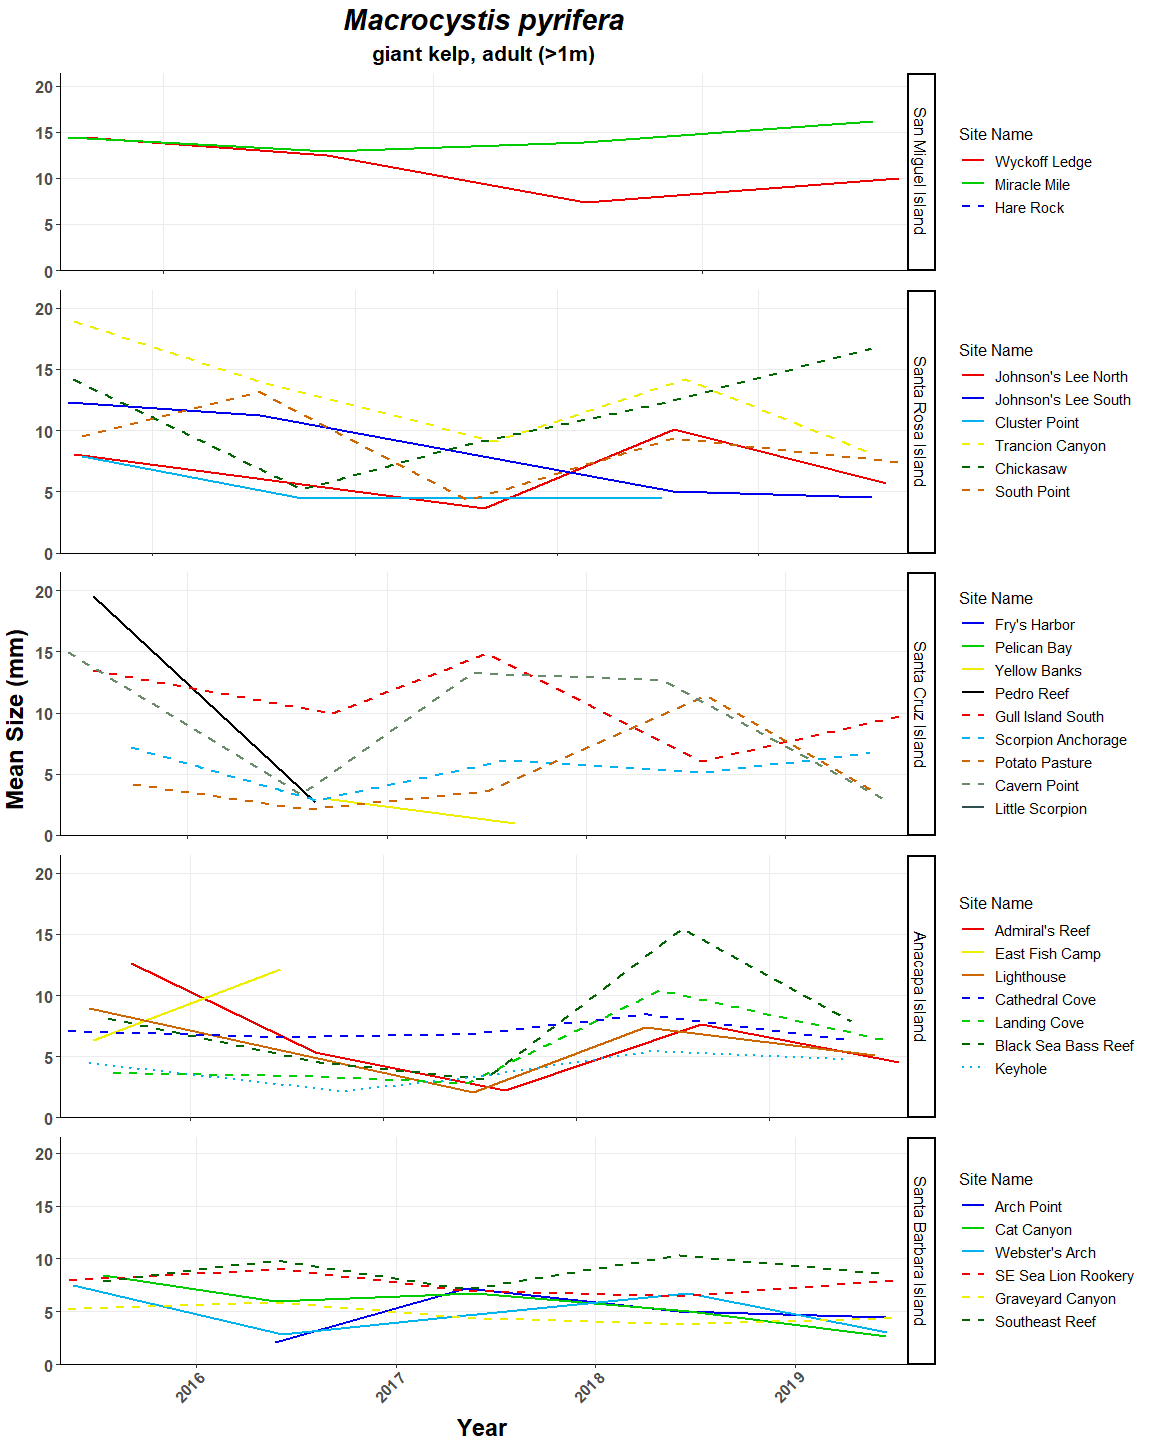 Macrocystis pyrifera
giant kelp, adult (>1m)
Mean Size (mm)
20
15
10
5
0
San Miguel Island
Site Name
Wyckoff Ledge
Miracle Mile
Hare Rock
20
15
10
5
0
Santa Rosa Island
Site Name
Johnson's Lee North
Johnson's Lee South
Cluster Point
Trancion Canyon
Chickasaw
South Point
20
15
10
5
0
Santa Cruz Island
Site Name
Fry's Harbor
Pelican Bay
Yellow Banks
Pedro Reef
Gull Island South
Scorpion Anchorage
Potato Pasture
Cavern Point
Little Scorpion
20
15
10
5
0
Anacapa Island
Site Name
Admiral's Reef
East Fish Camp
Lighthouse
Cathedral Cove
Landing Cove
Black Sea Bass Reef
Keyhole
20
15
10
5
0
Santa Barbara Island
Site Name
Arch Point
Cat Canyon
Webster's Arch
SE Sea Lion Rookery
Graveyard Canyon
Southeast Reef
2016
2017
2018
2019
Year